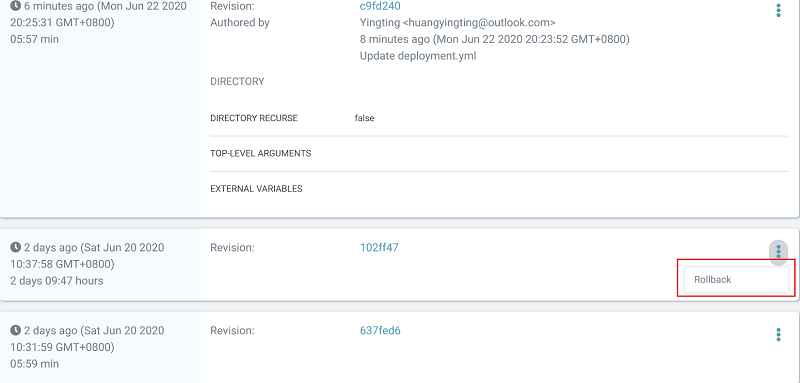 6 minutes ago (Mon Jun 22 2020
20:25:31 GMT+0800)
05:57 min
Revision: c9fd240
Authored by Yingting <huangyingting@outlook.com>
8 minutes ago (Mon Jun 22 2020 20:23:52 GMT+0800)
Update deployment.yml
DIRECTORY
DIRECTORY RECURSE false
TOP-LEVEL ARGUMENTS
EXTERNAL VARIABLES
2 days ago (Sat Jun 20 2020
10:37:58 GMT+0800)
2 days 09:47 hours
Revision: 102ff47
Rollback
2 days ago (Sat Jun 20 2020
10:31:59 GMT+0800)
05:59 min
Revision: 637fed6